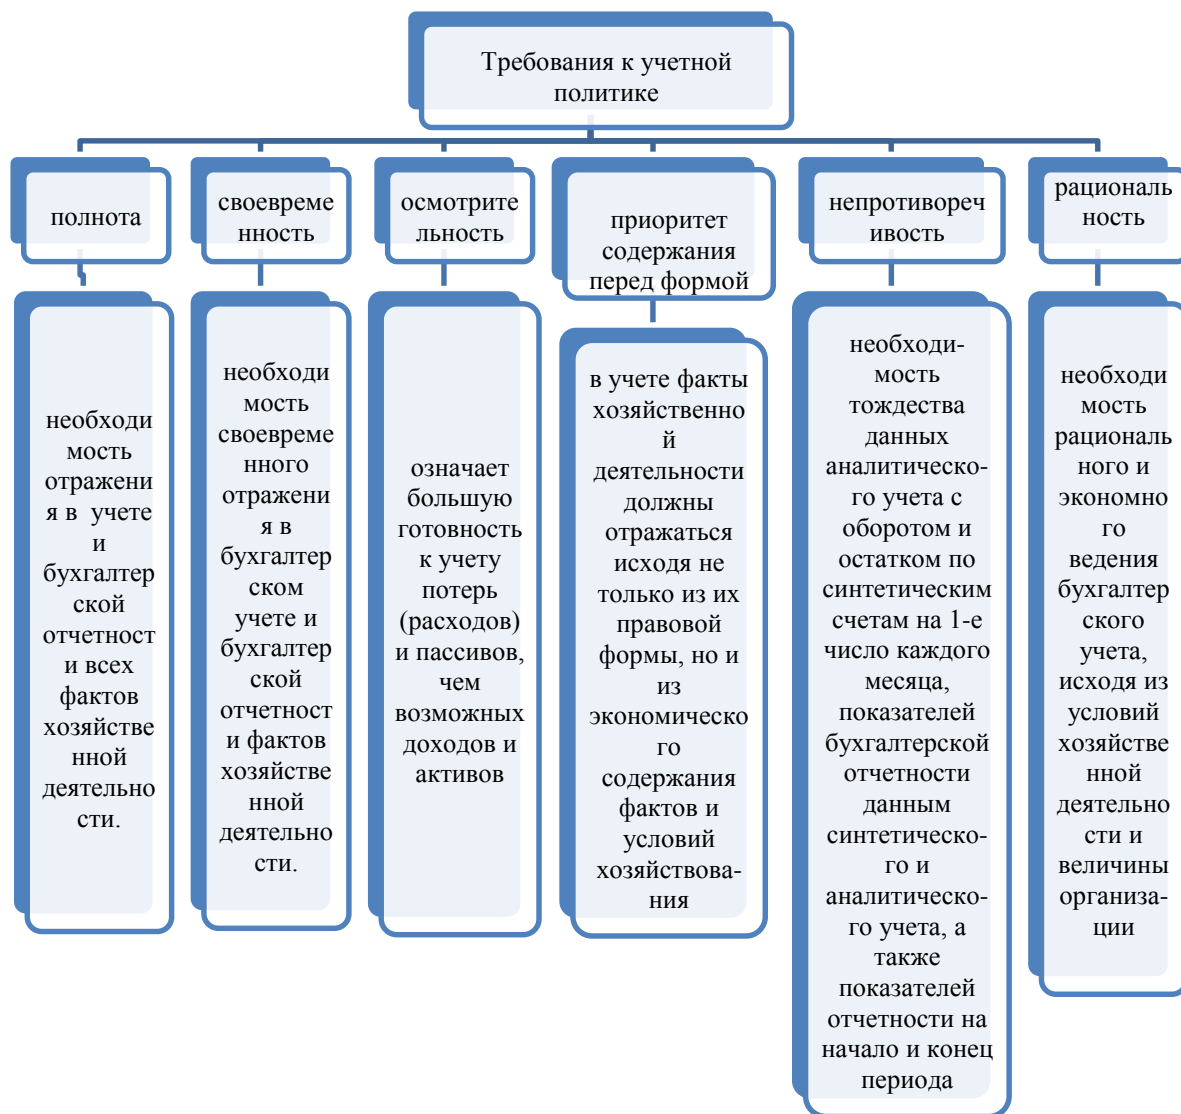 Требования к учетной
политике
полнота
своевреме
нность
осмотрите
льность
приоритет
содержания
перед формой
непротивореч
ивость
рациональ
ность
необходи
мость
отражени
я в учете
и
бухгалтер
ской
отчетност
и всех
фактов
хозяйстве
нной
деятельно
сти.
необходи
мость
своевреме
нного
отражени
я в
бухгалтер
ском
учете и
бухгалтер
ской
отчетност
и фактов
хозяйстве
нной
деятельно
сти.
означает
большую
готовность
к учету
потерь
(расходов)
и пассивов,
чем
возможных
доходов и
активов
в учете факты
хозяйственно
й
деятельности
должны
отражаться
исходя не
только из их
правовой
формы, но и
из
экономическо
го
содержания
фактов и
условий
хозяйствова-
ния
необходи-
мость
тождества
данных
аналитическо-
го учета с
оборотом и
остатком по
синтетическим
счетам на 1-е
число каждого
месяца,
показателей
бухгалтерской
отчетности
данным
синтетическо-
го и
аналитическо-
го учета, а
также
показателей
отчетности на
начало и конец
периода
необходи
мость
рациональ
ного и
экономно
го
ведения
бухгалтер
ского
учета,
исходя из
условий
хозяйстве
нной
деятельно
сти и
величины
организа-
ции